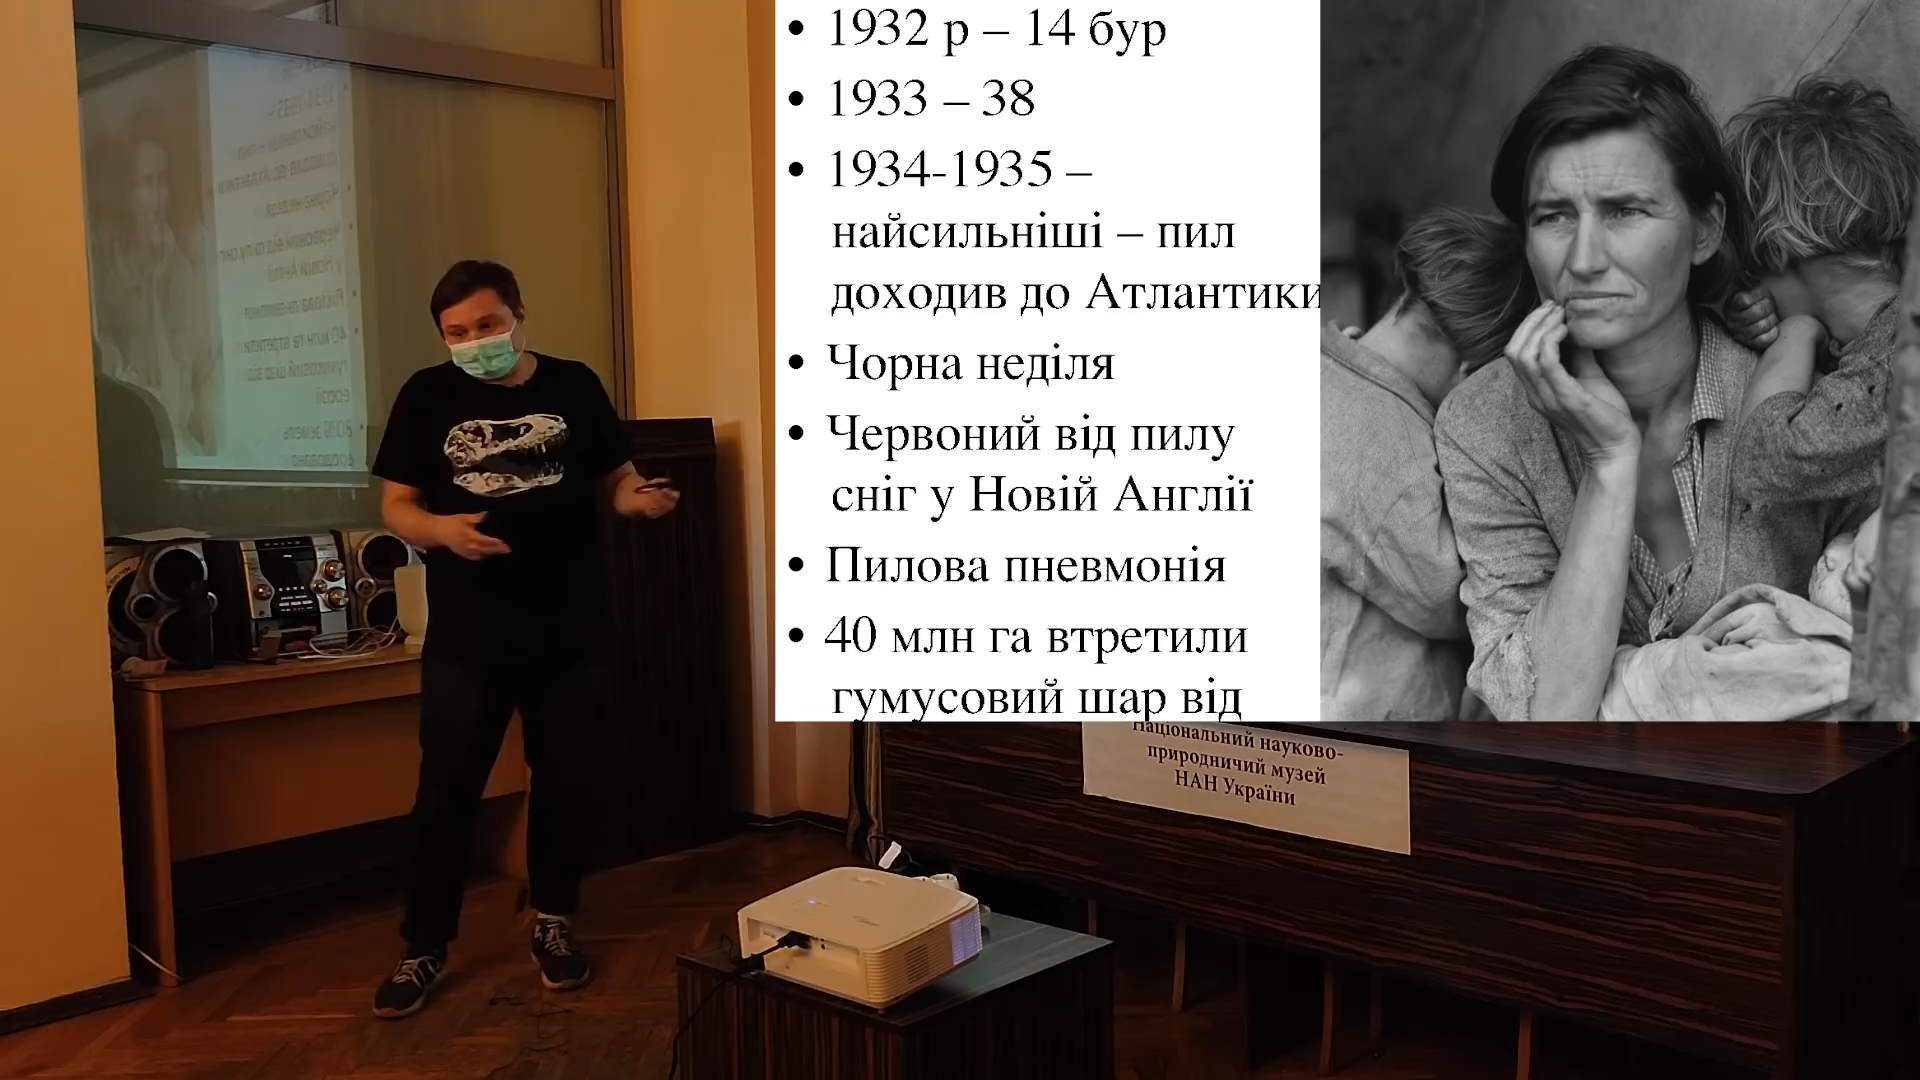 • 1932 р – 14 бур
• 1933 – 38
• 1934-1935 –
найсильніші – пил
доходив до Атлантики
• Чорна неділя
• Червоний від пилу
сніг у Новій Англії
• Пилова пневмонія
• 40 млн га втретили
гумусовий шар від
Національний науково-
природничий музей
НАН України